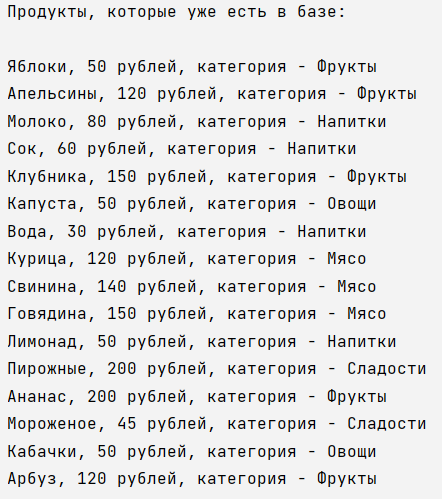 Продукты, которые уже есть в базе:
Яблоки, 50 рублей, категория - Фрукты
Апельсины, 120 рублей, категория - Фрукты
Молоко, 80 рублей, категория - Напитки
Сок, 60 рублей, категория - Напитки
Клубника, 150 рублей, категория - Фрукты
Капуста, 50 рублей, категория - Овощи
Вода, 30 рублей, категория - Напитки
Курица, 120 рублей, категория - Мясо
Свинина, 140 рублей, категория - Мясо
Говядина, 150 рублей, категория - Мясо
Лимонад, 50 рублей, категория - Напитки
Пирожные, 200 рублей, категория - Сладости
Ананас, 200 рублей, категория - Фрукты
Мороженое, 45 рублей, категория - Сладости
Кабачки, 50 рублей, категория - Овощи
Арбуз, 120 рублей, категория - Фрукты